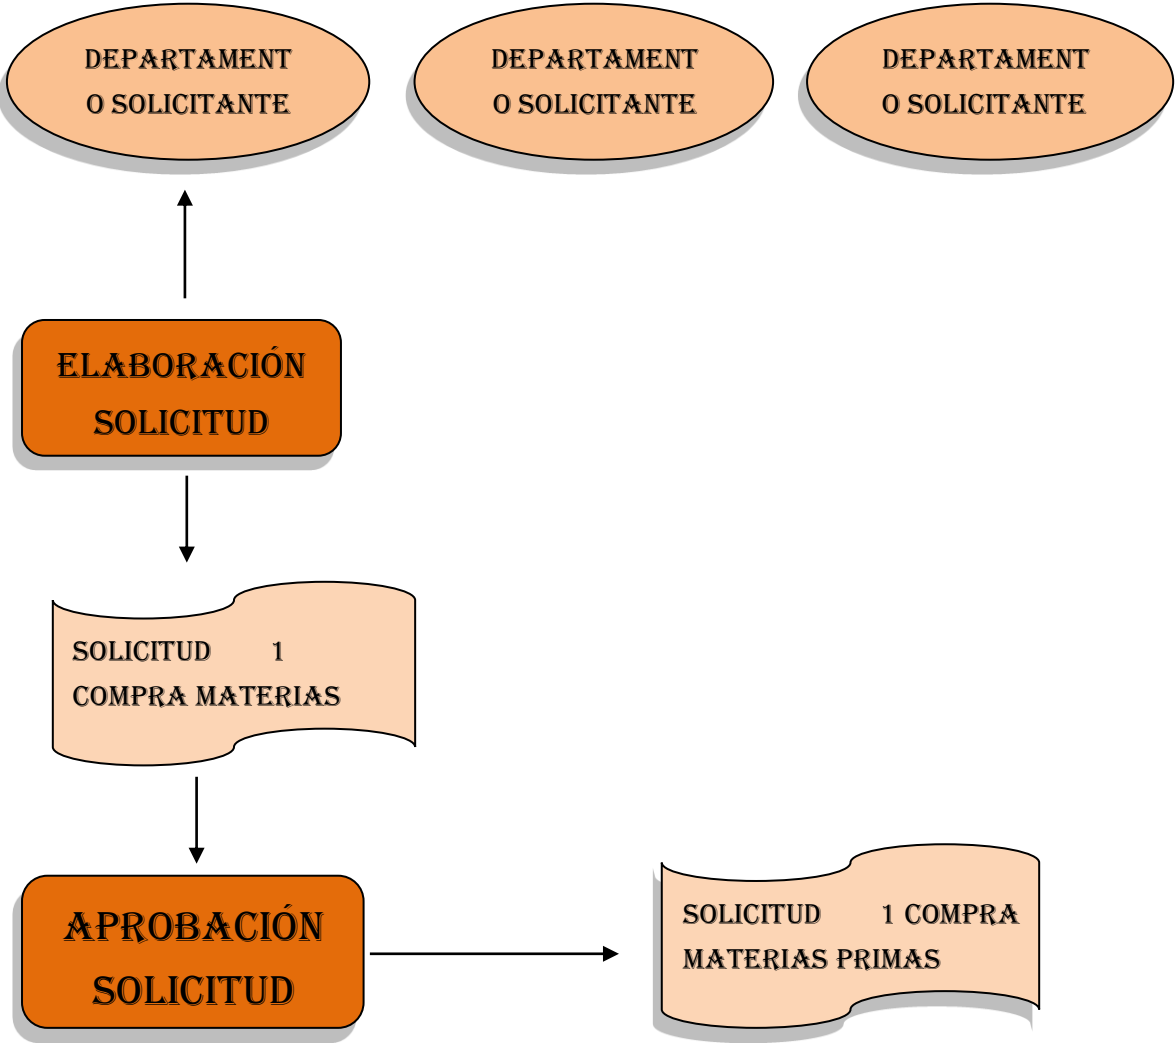 DEPARTAMENT
O SOLICITANTE
DEPARTAMENT
O SOLICITANTE
DEPARTAMENT
O SOLICITANTE
ELABORACIÓN
SOLICITUD
SOLICITUD 1
COMPRA MATERIAS
APROBACIÓN
SOLICITUD
SOLICITUD 1 COMPRA
MATERIAS PRIMAS